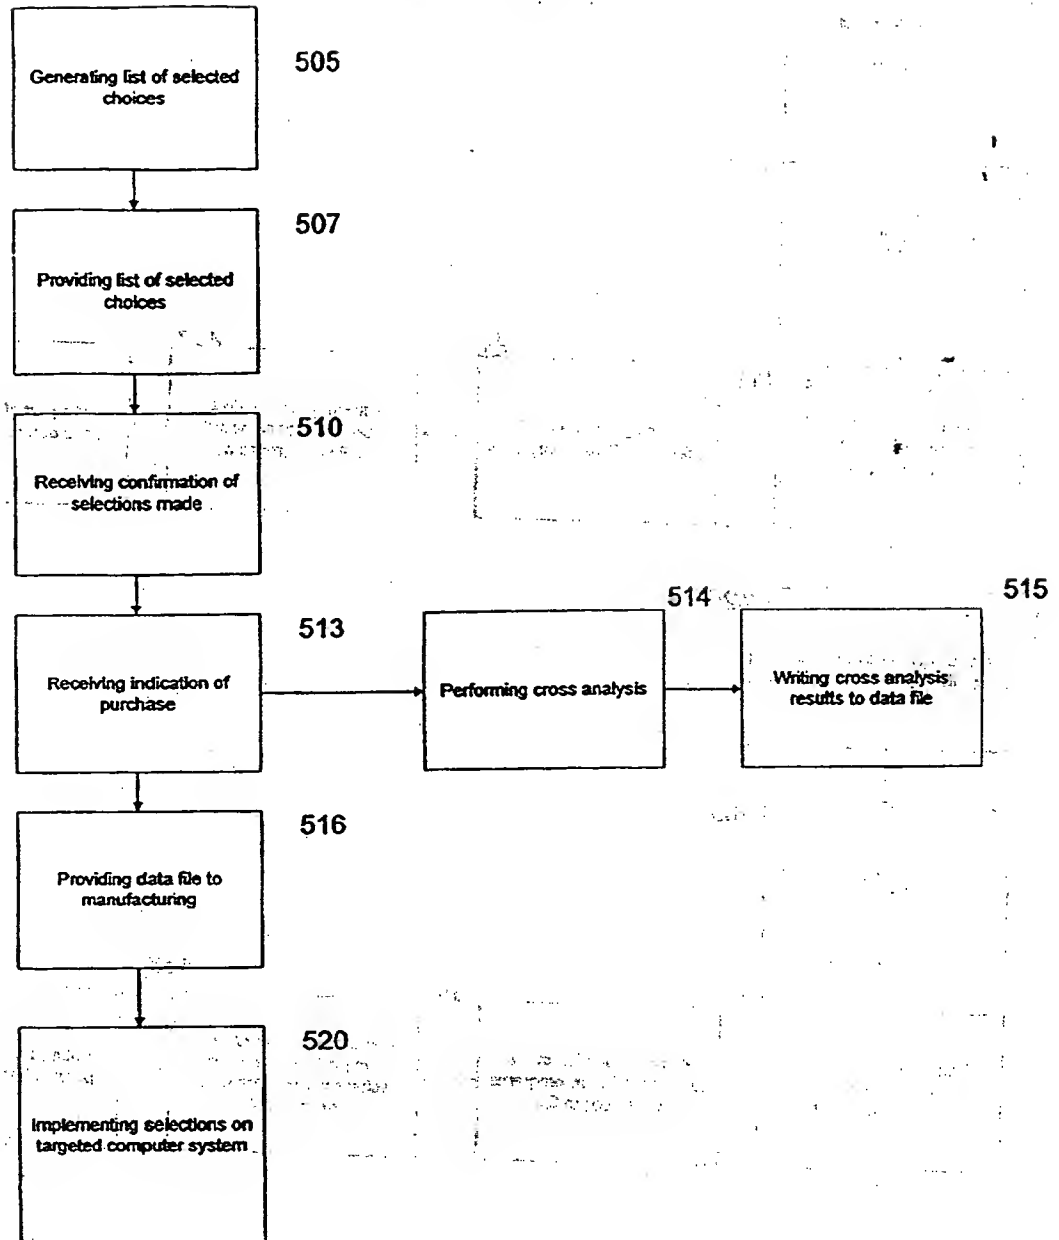 Generating list of selected
choices
505
Providing list of selected
choices
507
Receiving confirmation of
selections made
510
Receiving indication of
purchase
513
Performing cross analysis
514
Writing cross analysis
results to data file
515
Providing data file to
manufacturing
516
Implementing selections on
targeted computer system
520